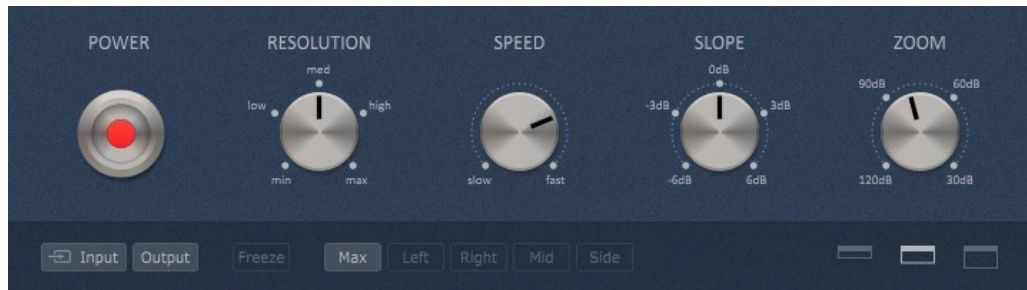 POWER RESOLUTION SPEED SLOPE ZOOM
med 0dB
low high -3dB 3dB 90dB 60dB
min max slow fast -6dB 6dB 120dB 30dB
Input Output Freeze Max Left Right Mid Side